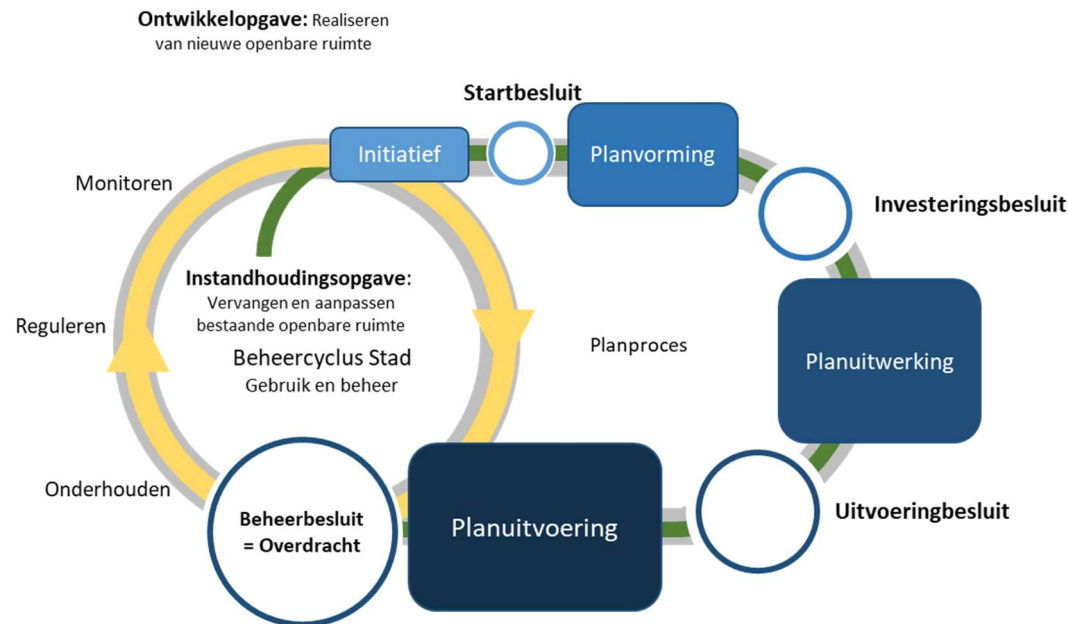 Ontwikkelopgave: Realiseren
van nieuwe openbare ruimte
Startbesluit
Initiatief
Planvorming
Monitoren
Investeringsbesluit
Instandhoudingsopgave:
Vervangen en aanpassen
bestaande openbare ruimte
Reguleren
Beheercyclus Stad
Gebruik en beheer
Planproces
Planuitwerking
Onderhouden
Beheerbesluit
= Overdracht
Planuitvoering
Uitvoeringbesluit